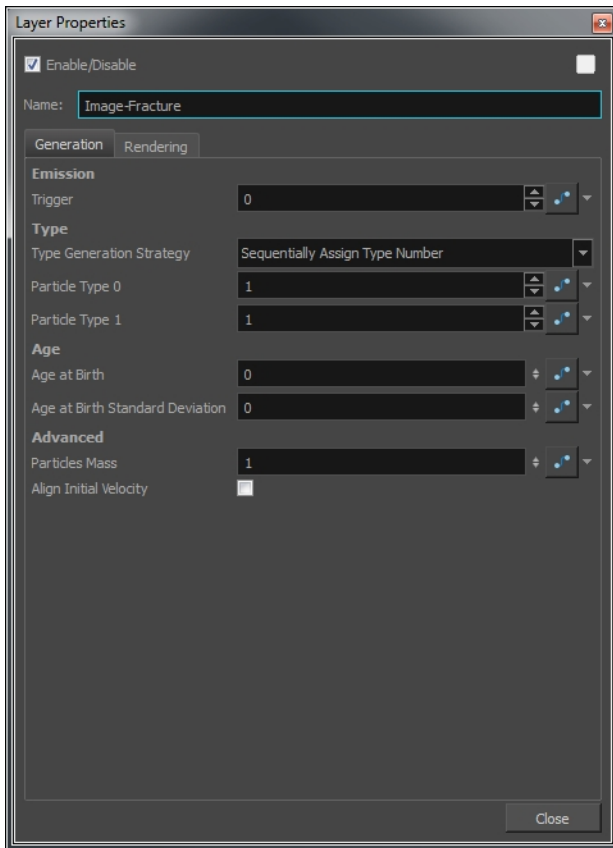 Layer Properties
Enable/Disable
Name: Image-Fracture
Generation Rendering
Emission
Trigger 0
Type
Type Generation Strategy Sequentially Assign Type Number
Particle Type 0 1
Particle Type 1 1
Age
Age at Birth 0
Age at Birth Standard Deviation 0
Advanced
Particles Mass 1
Align Initial Velocity
Close